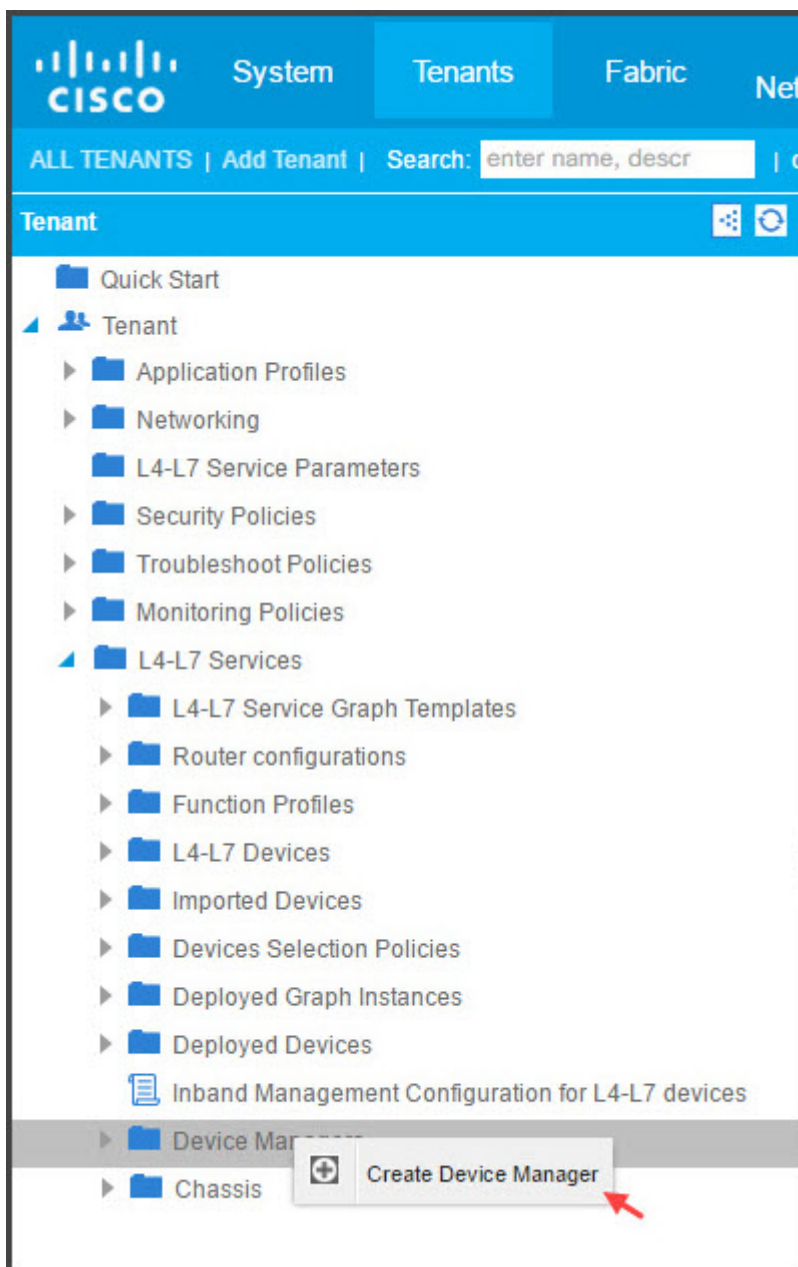 CISCO System Tenants Fabric
ALL TENANTS | Add Tenant | Search: enter name, descr |
Tenant
Quick Start
Tenant
Application Profiles
Networking
L4-L7 Service Parameters
Security Policies
Troubleshoot Policies
Monitoring Policies
L4-L7 Services
L4-L7 Service Graph Templates
Router configurations
Function Profiles
L4-L7 Devices
Imported Devices
Devices Selection Policies
Deployed Graph Instances
Deployed Devices
Inband Management Configuration for L4-L7 devices
Device
Create Device Manager
Chassis